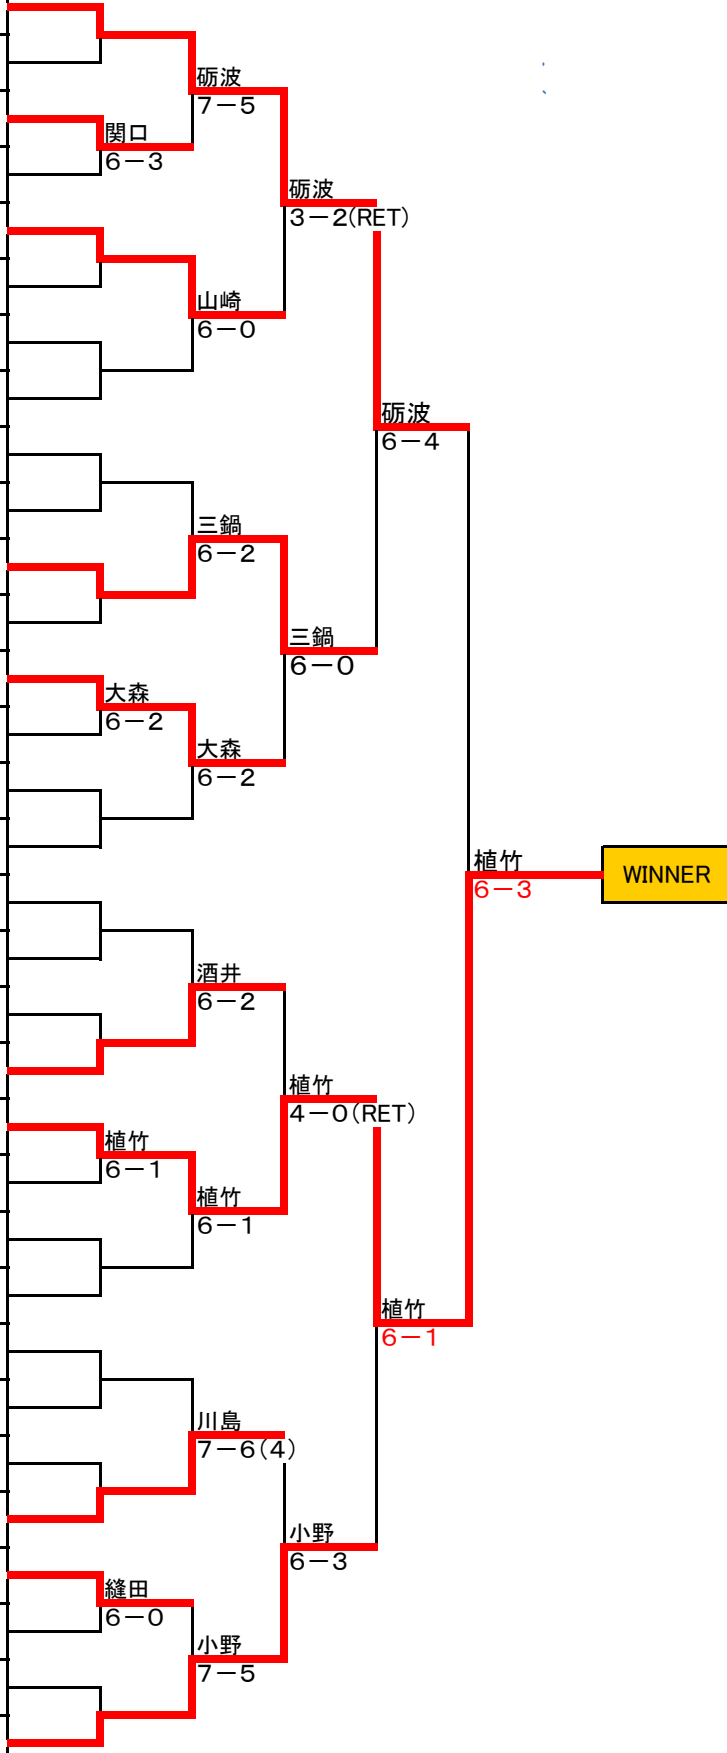 砺波
7－5
関口
6－3
砺波
3－2(RET)
山崎
6－0
砺波
6－4
三鍋
6－2
三鍋
6－0
大森
6－2
大森
6－2
植竹
6－3
WINNER
酒井
6－2
植竹
4－0(RET)
植竹
6－1
植竹
6－1
植竹
6－1
川島
7－6(4)
小野
6－3
縫田
6－0
小野
7－5